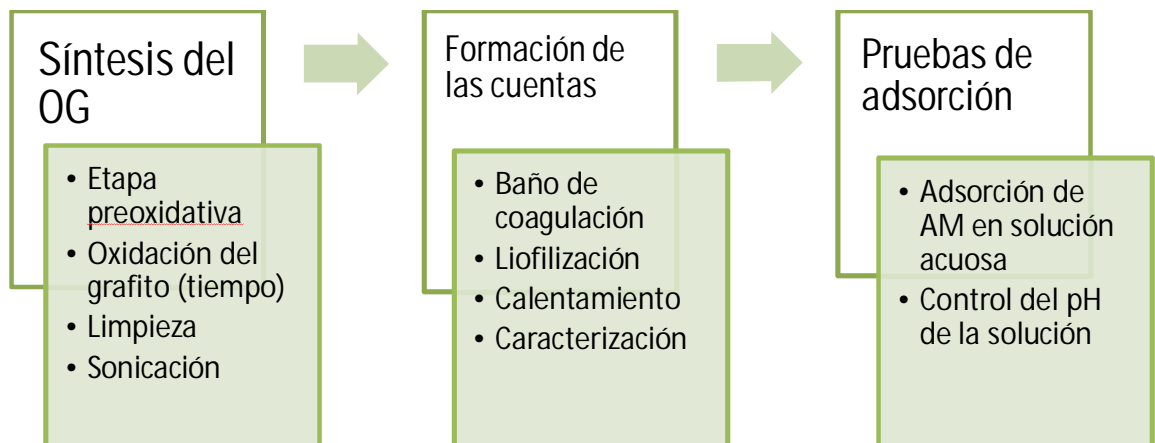 Síntesis del
OG
• Etapa
preoxidativa
• Oxidación del
grafito (tiempo)
• Limpieza
• Sonicación
Formación de
las cuentas
• Baño de
coagulación
• Liofilización
• Calentamiento
• Caracterización
Pruebas de
adsorción
• Adsorción de
AM en solución
acuosa
• Control del pH
de la solución